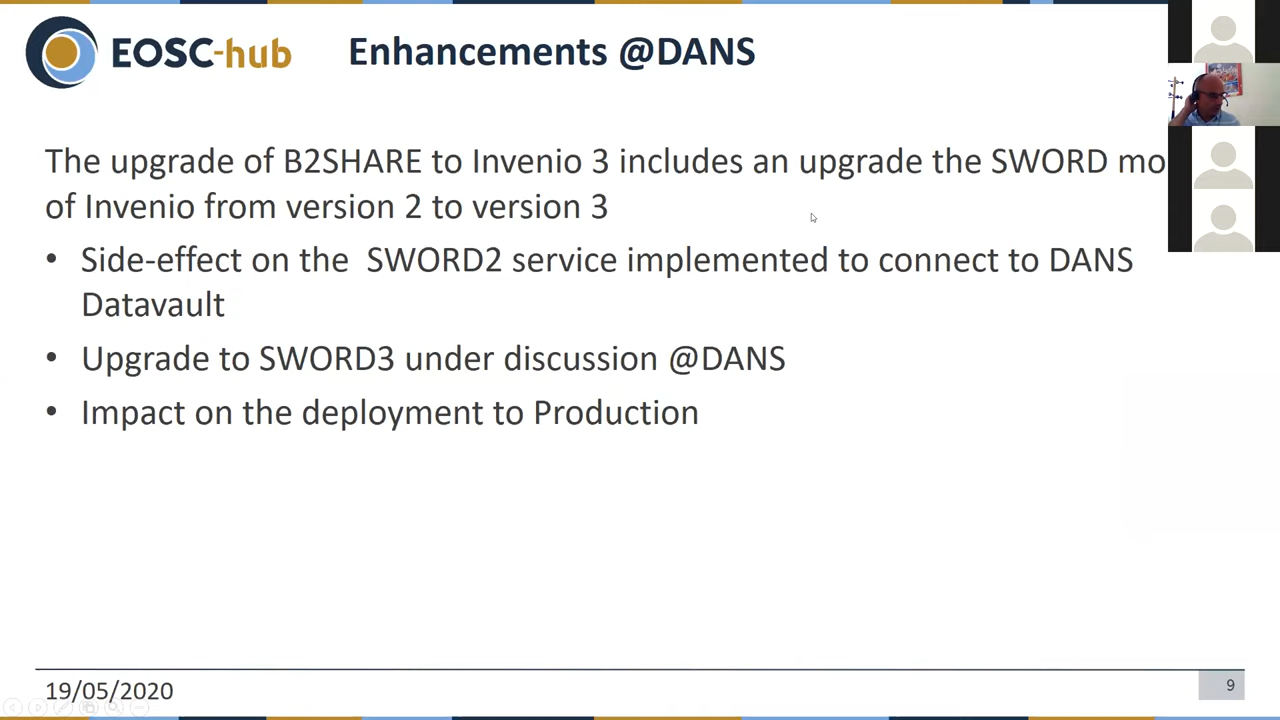 EOSC-hub
Enhancements @DANS
The upgrade of B2SHARE to Invenio 3 includes an upgrade the SWORD mo
of Invenio from version 2 to version 3
• Side-effect on the SWORD2 service implemented to connect to DANS
Datavault
• Upgrade to SWORD3 under discussion @DANS
• Impact on the deployment to Production
19/05/2020
9